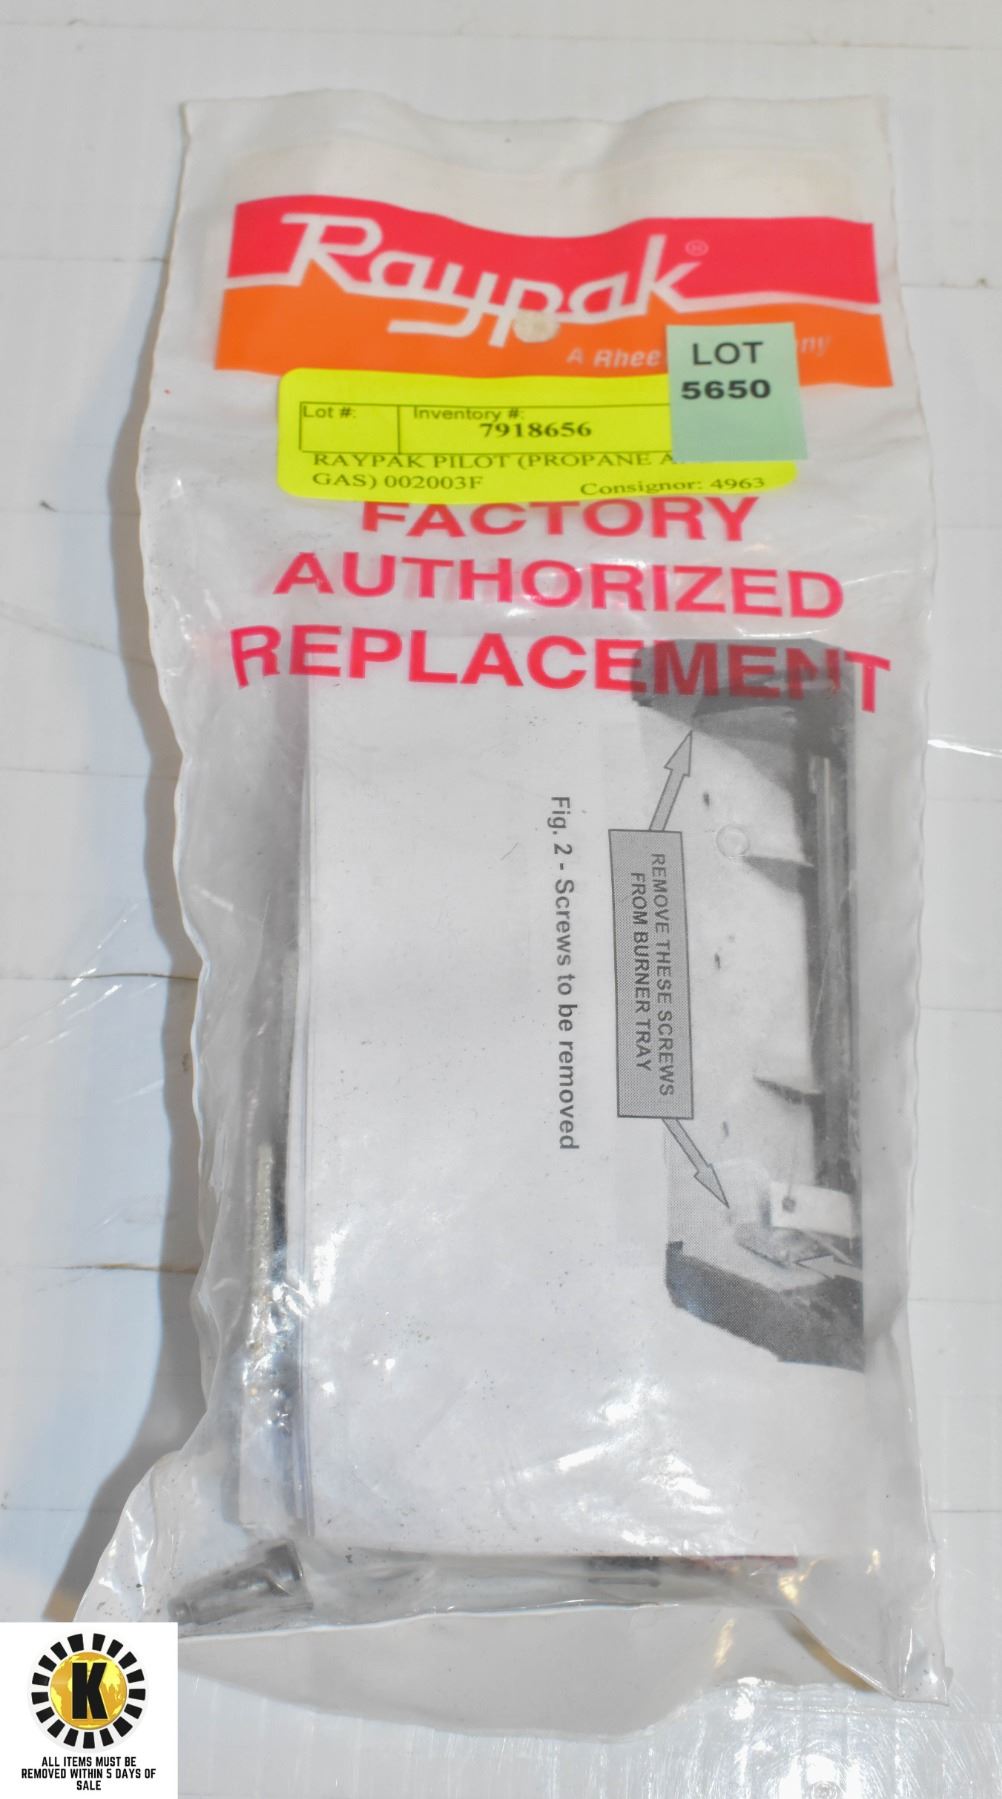 Raypak®
A Rhee
ny
LOT
5650
Lot #:
Inventory #:
7918656
RAYPAK PILOT (PROPANE A
GAS) 002003F
Consignor: 4963
FACTORY
AUTHORIZED
REPLACEMENT
REMOVE THESE SCREWS
FROM BURNER TRAY
Fig. 2 - Screws to be removed
K
ALL ITEMS MUST BE
REMOVED WITHIN 5 DAYS OF
SALE